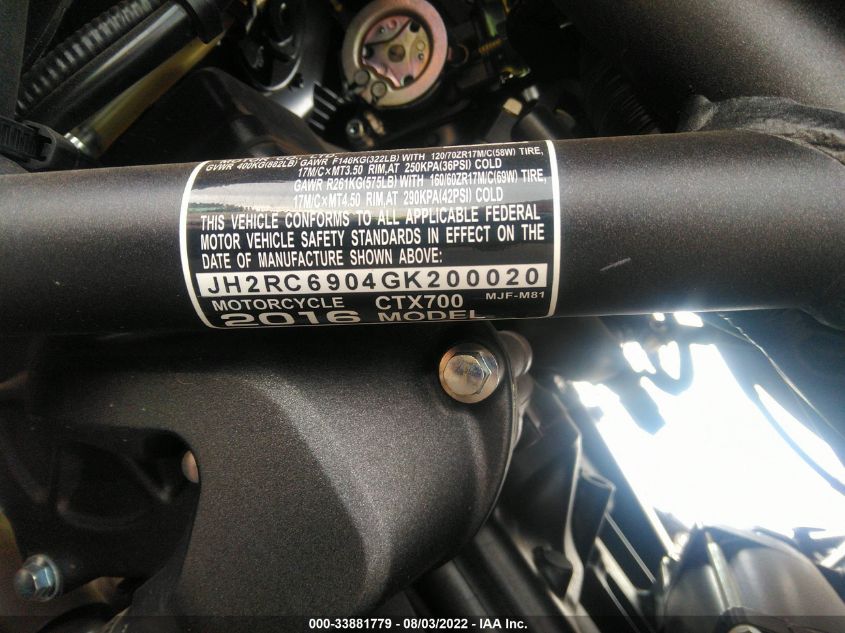 MOTOR CO., LTD.
GVWR 400KG(882LB) GAWR F146KG(322LB) WITH 120/70ZR17M/C(58W) TIRE,
17M/C×MT3.50 RIM,AT 250KPA(36PSI) COLD
GAWR R261KG(575LB) WITH 160/60ZR17M/C(69W) TIRE,
17M/C×MT4.50 RIM,AT 290KPA(42PSI) COLD
THIS VEHICLE CONFORMS TO ALL APPLICABLE FEDERAL
MOTOR VEHICLE SAFETY STANDARDS IN EFFECT ON THE
DATE OF MANUFACTURE SHOWN ABOVE:
JH2RC6904GK200020
MOTORCYCLE CTX700 MJF-M81
2016 MODEL
000-33881779 - 08/03/2022 - IAA Inc.